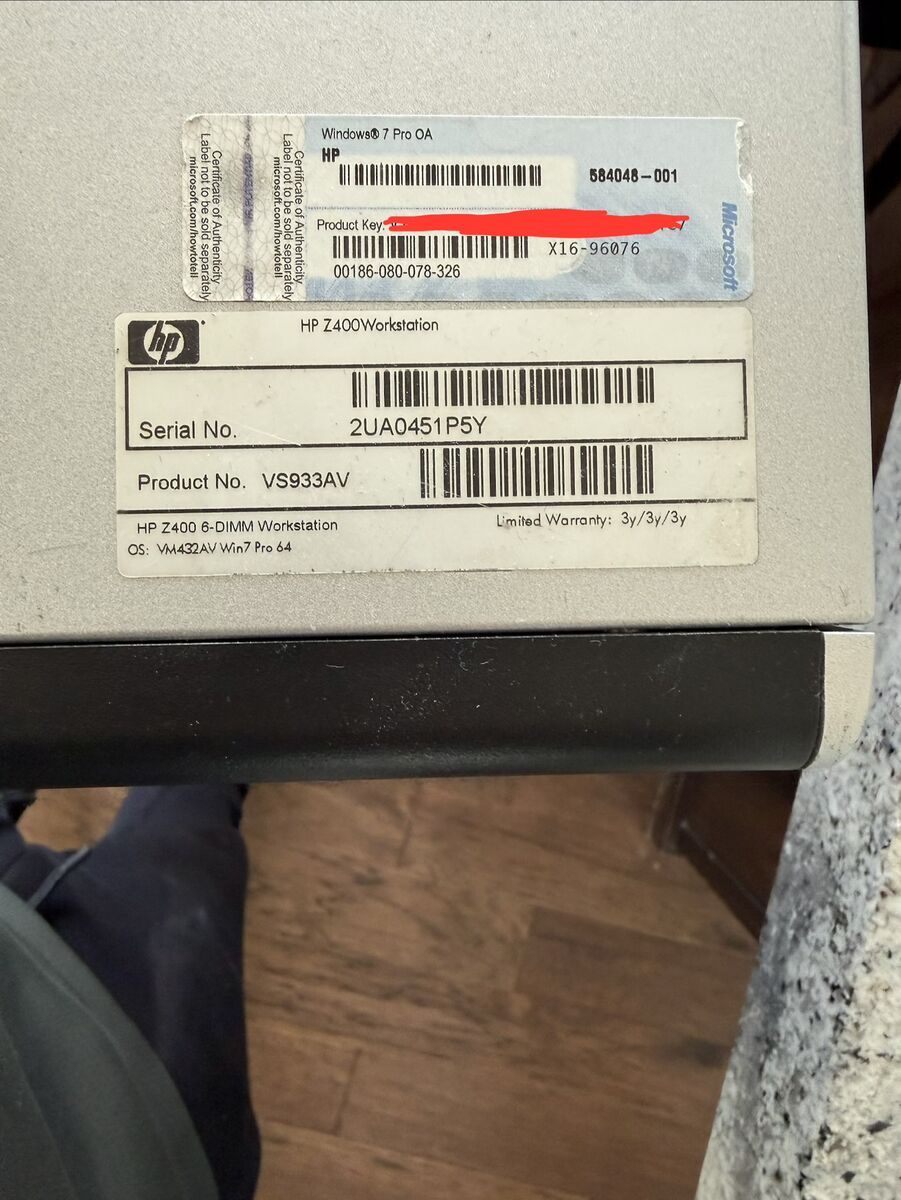 Certificate of Authenticity
Label not to be sold separately
microsoft.com/howtotell
Certificate of Authenticity
Label not to be sold separately
microsoft.com/howtotell
Windows® 7 Pro OA
HP
584048-001
Product Key:
X16-96076
00186-080-078-326
Microsoft
hp
HP Z400Workstation
Serial No. 2UA0451P5Y
Product No. VS933AV
HP Z400 6-DIMM Workstation
Limited Warranty: 3y/3y/3y
OS: VM432AV Win7 Pro 64